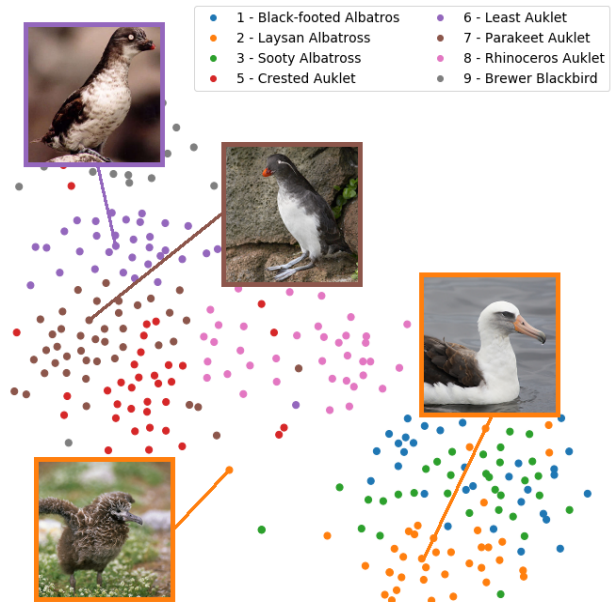 1 - Black-footed Albatros
2 - Laysan Albatross
3 - Sooty Albatross
5 - Crested Auklet
6 - Least Auklet
7 - Parakeet Auklet
8 - Rhinoceros Auklet
9 - Brewer Blackbird